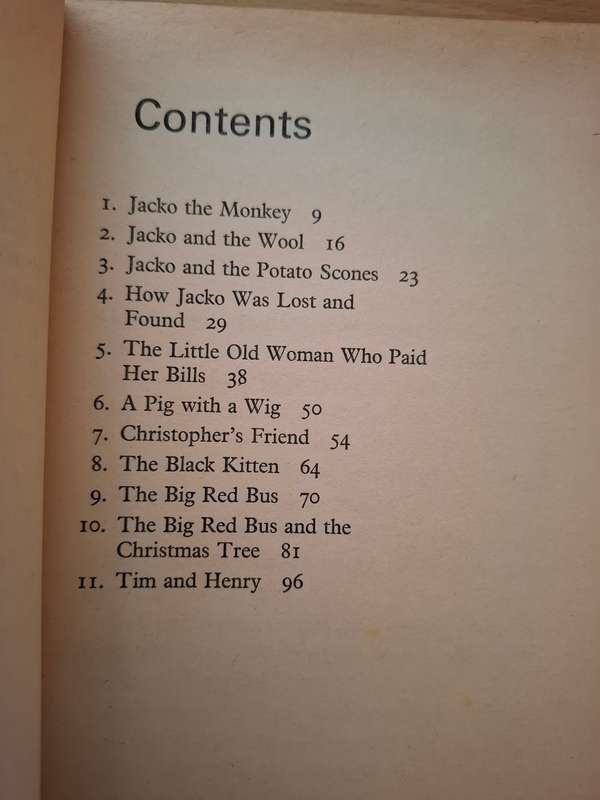 Contents
1. Jacko the Monkey 9
2. Jacko and the Wool 16
3. Jacko and the Potato Scones 23
4. How Jacko Was Lost and
Found 29
5. The Little Old Woman Who Paid
Her Bills 38
6. A Pig with a Wig 50
7. Christopher's Friend 54
8. The Black Kitten 64
9. The Big Red Bus 70
10. The Big Red Bus and the
Christmas Tree 81
11. Tim and Henry 96